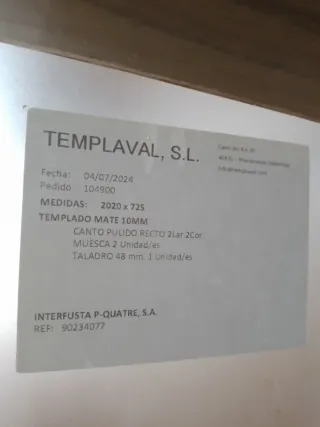 TEMPLAVAL, S.L.
Fecha: 04/07/2024
Pedido 104900
MEDIDAS: 2020 x 725
TEMPLADO MATE 10MM
CANTO PULIDO RECTO 2Lar.2Cor
MUESCA 2 Unidad/es
TALADRO 48 mm. 1 Unidad/es
INTERFUSTA P-QUATRE, S.A.
REF: 90234077